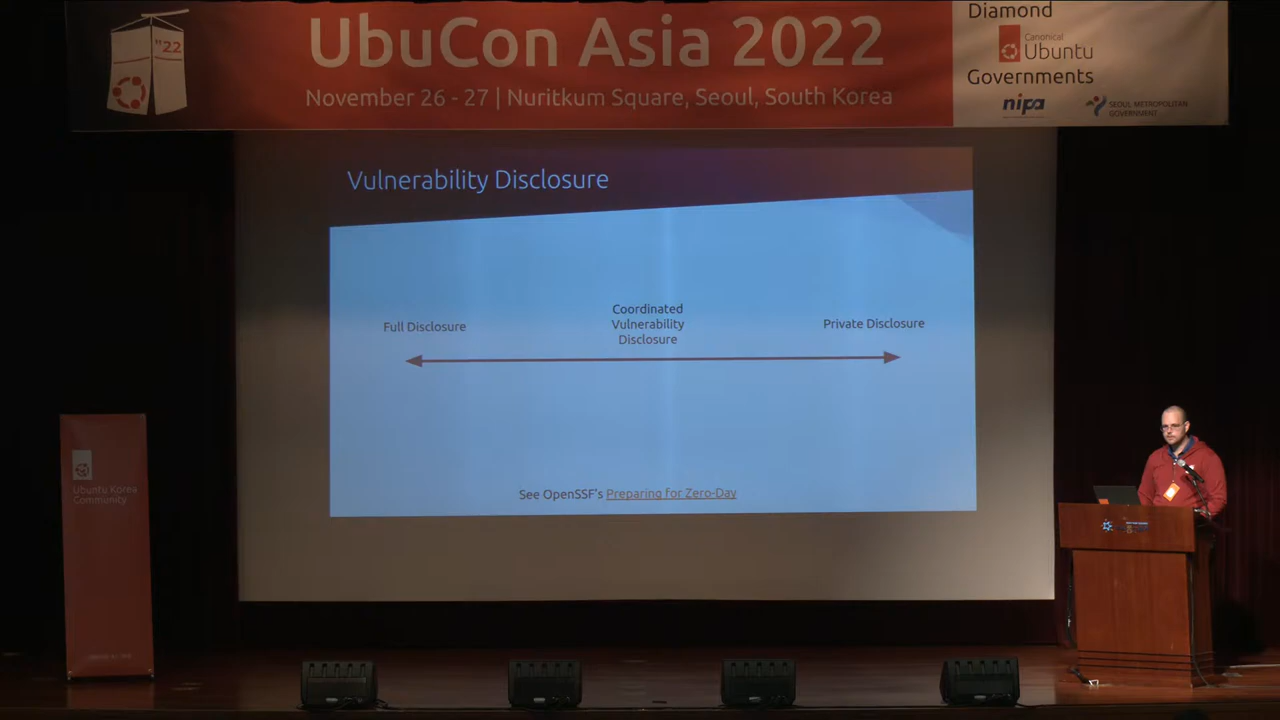 "22
UbuCon Asia 2022
November 26 - 27 | Nuritkum Square, Seoul, South Korea
Diamond
Canonical
Ubuntu
Governments
nipa
SEOUL METROPOLITAN
GOVERNMENT
Vulnerability Disclosure
Full Disclosure
Coordinated
Vulnerability
Disclosure
Private Disclosure
See OpenSSF's Preparing for Zero-Day
Ubuntu Korea
Community